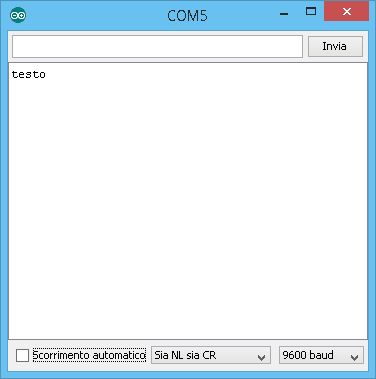 COM5
Invia
testo
Scorrimento automatico
Sia NL sia CR
9600 baud